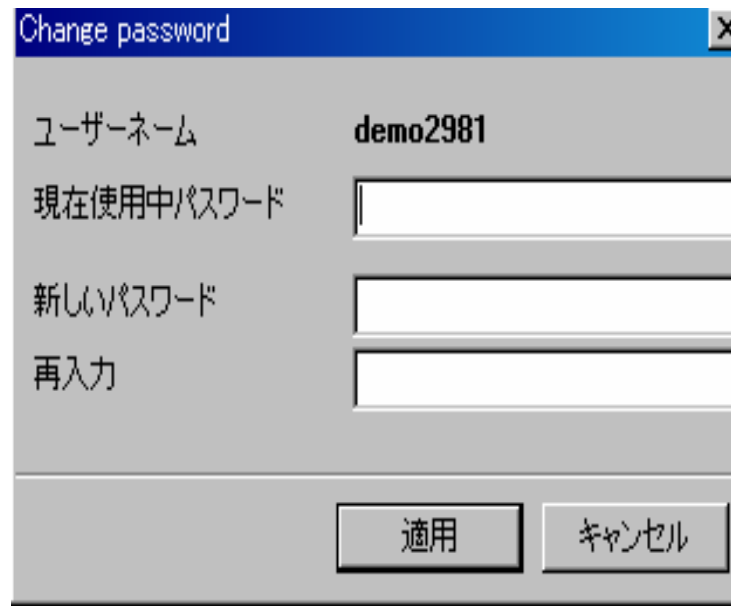 Change password
ユーザーネーム demo2981
現在使用中パスワード
新しいパスワード
再入力
適用 キャンセル